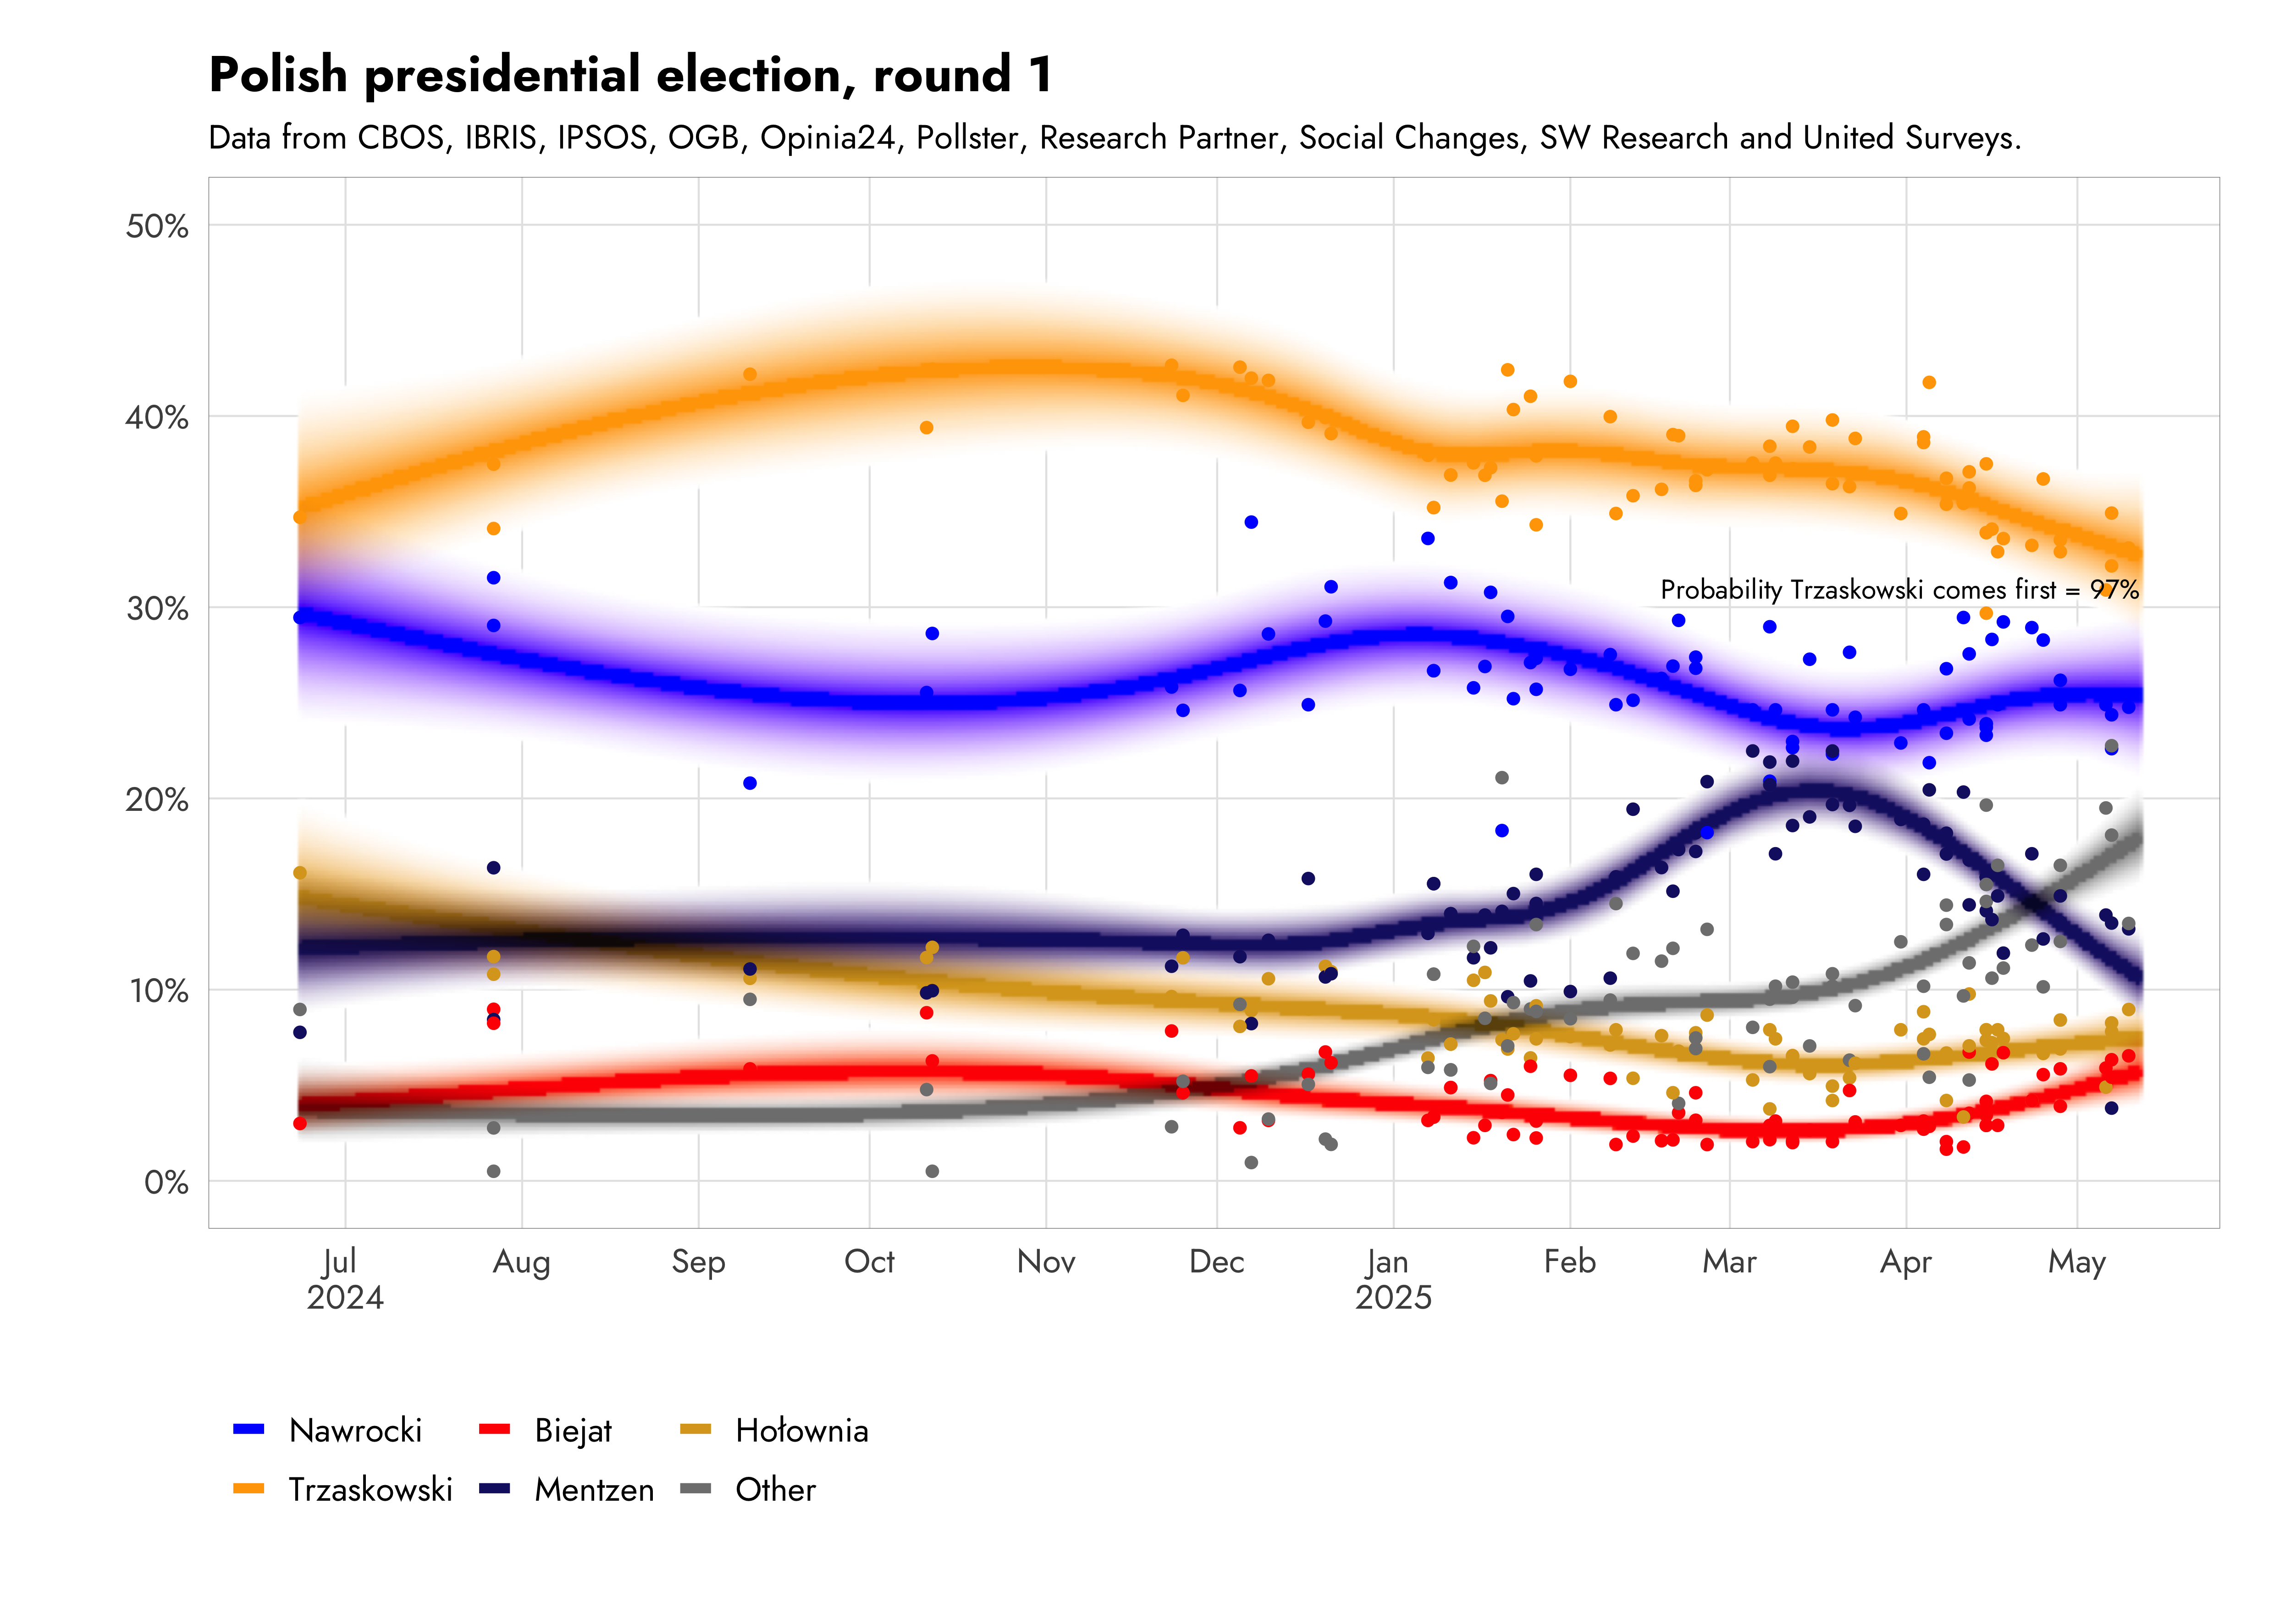 Polish presidential election, round 1
Data from CBOS, IBRIS, IPSOS, OGB, Opinia24, Pollster, Research Partner, Social Changes, SW Research and United Surveys.
50%
40%
30%
20%
10%
0%
Probability Trzaskowski comes first = 97%
Jul Aug Sep Oct Nov Dec Jan Feb Mar Apr May
2024 2025
Nawrocki Biejat Hołownia
Trzaskowski Mentzen Other